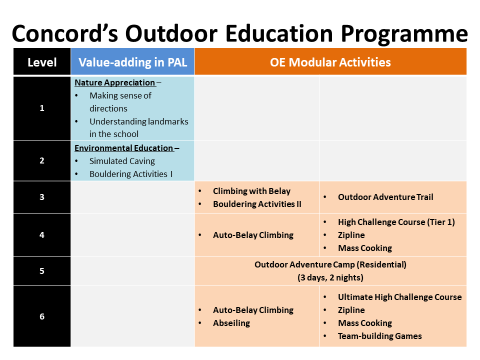 Concord's Outdoor Education Programme
Level
Value-adding in PAL
OE Modular Activities
1
Nature Appreciation –
• Making sense of
directions
• Understanding landmarks
in the school
2
Environmental Education –
• Simulated Caving
• Bouldering Activities I
3
• Climbing with Belay
• Bouldering Activities II
• Outdoor Adventure Trail
4
• Auto-Belay Climbing
• High Challenge Course (Tier 1)
• Zipline
• Mass Cooking
5
Outdoor Adventure Camp (Residential)
(3 days, 2 nights)
6
• Auto-Belay Climbing
• Abseiling
• Ultimate High Challenge Course
• Zipline
• Mass Cooking
• Team-building Games